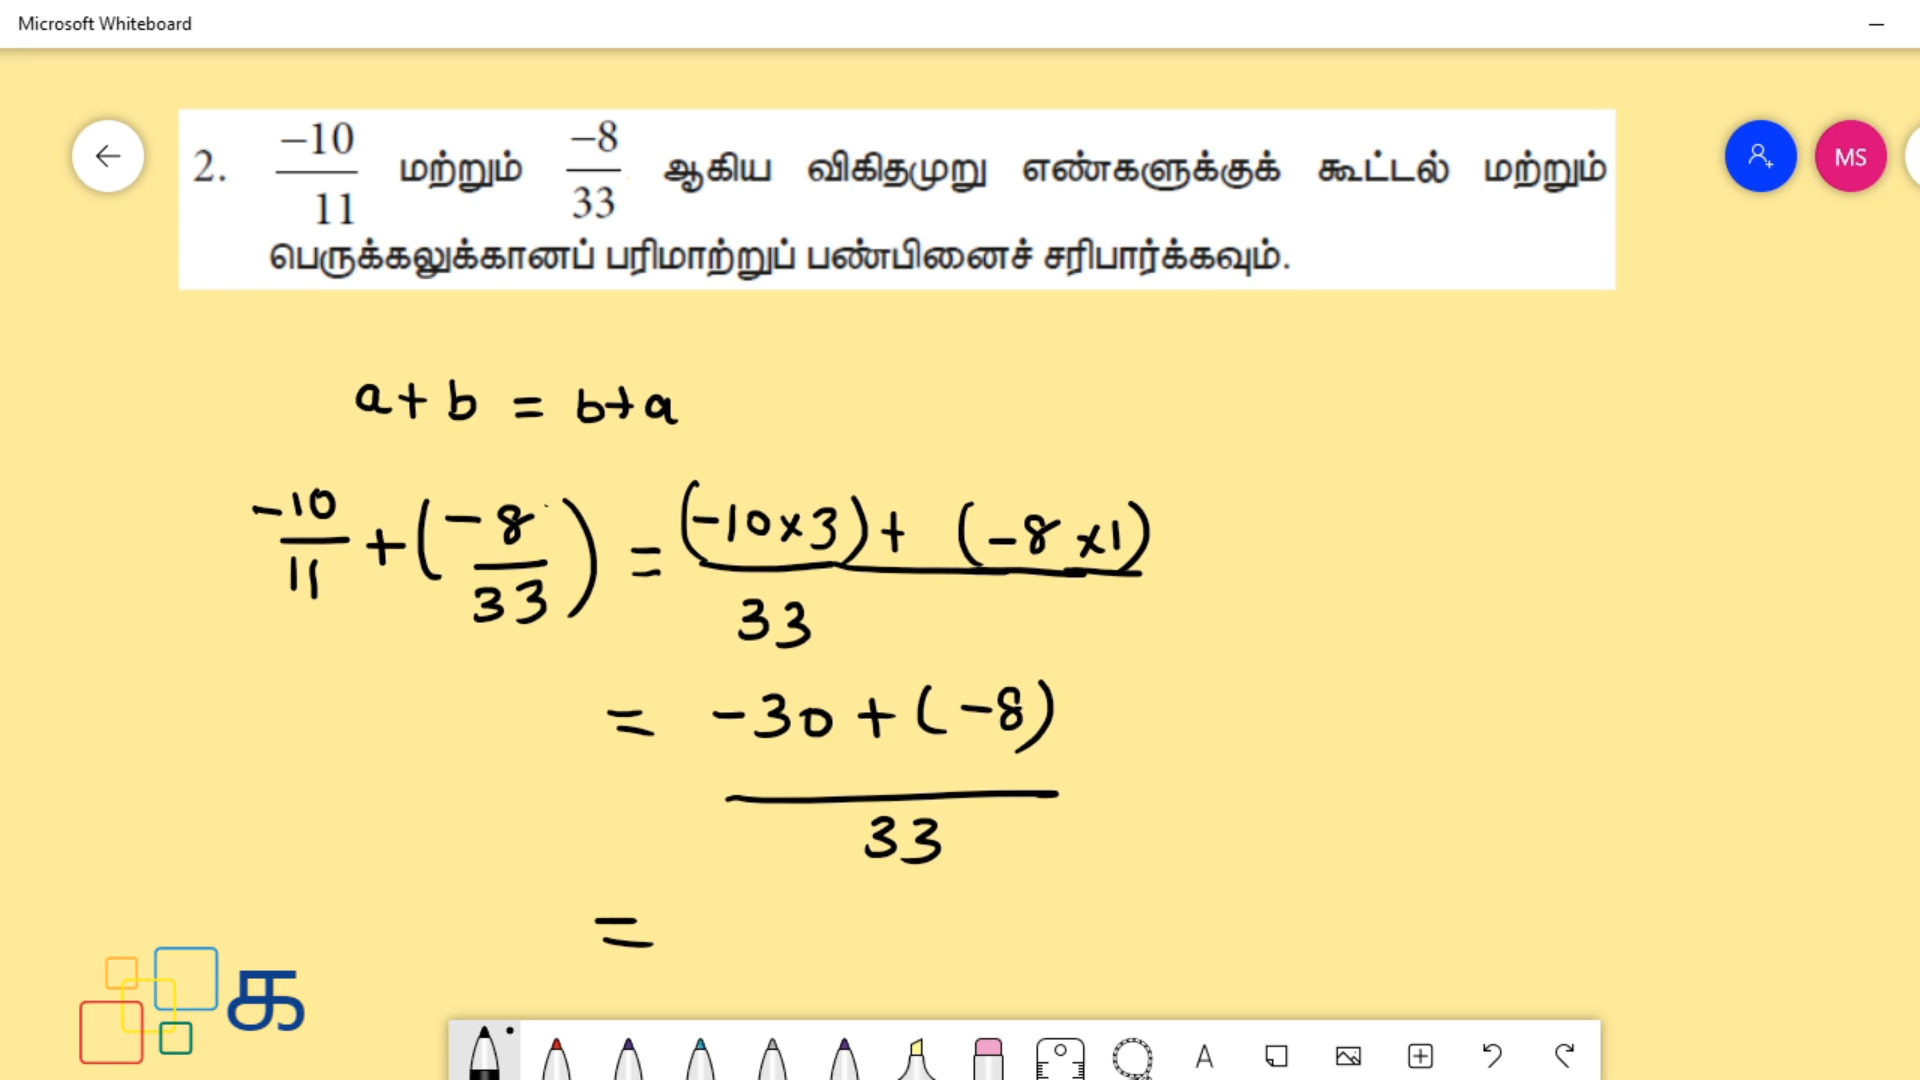 Microsoft Whiteboard
2. –10/11 மற்றும் –8/33 ஆகிய விகிதமுறு எண்களுக்குக் கூட்டல் மற்றும்
பெருக்கலுக்கானப் பரிமாற்றுப் பண்பினைச் சரிபார்க்கவும்.
MS
a + b = b + a
-10/11 + (-8/33) = (-10×3) + (-8×1)/33
= -30 + (-8)/33
=
க
A